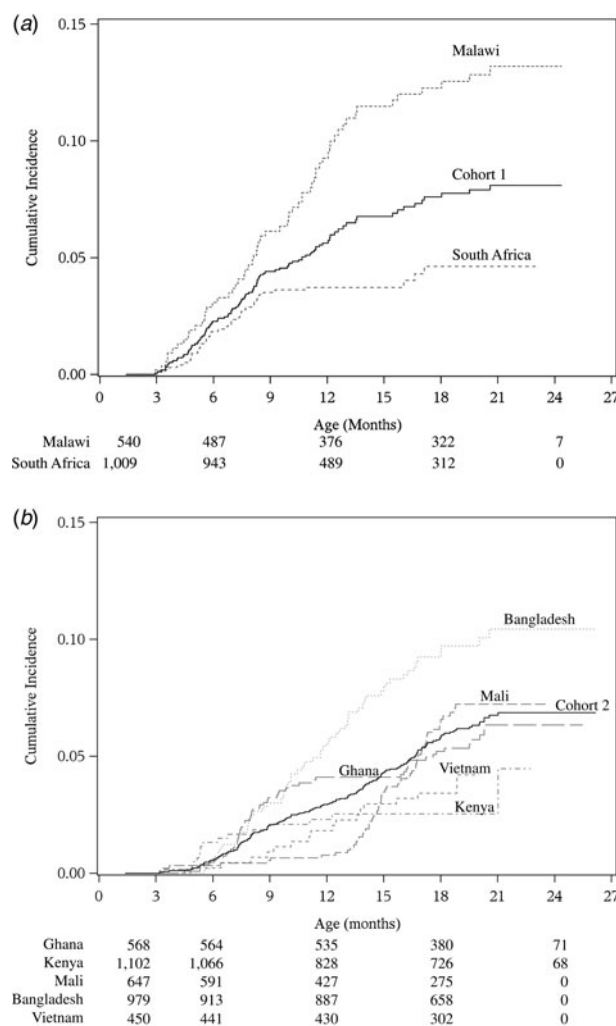 (a)
0.15
Malawi
0.10
Cohort 1
0.05
South Africa
0.00
Cumulative Incidence
0 3 6 9 12 15 18 21 24 27
Age (Months)
Malawi 540 487 376 322 7
South Africa 1,009 943 489 312 0
(b)
0.15
Bangladesh
0.10
Mali
Cohort 2
0.05
Ghana
Vietnam
Kenya
0.00
Cumulative Incidence
0 3 6 9 12 15 18 21 24 27
Age (months)
Ghana 568 564 535 380 71
Kenya 1,102 1,066 828 726 68
Mali 647 591 427 275 0
Bangladesh 979 913 887 658 0
Vietnam 450 441 430 302 0